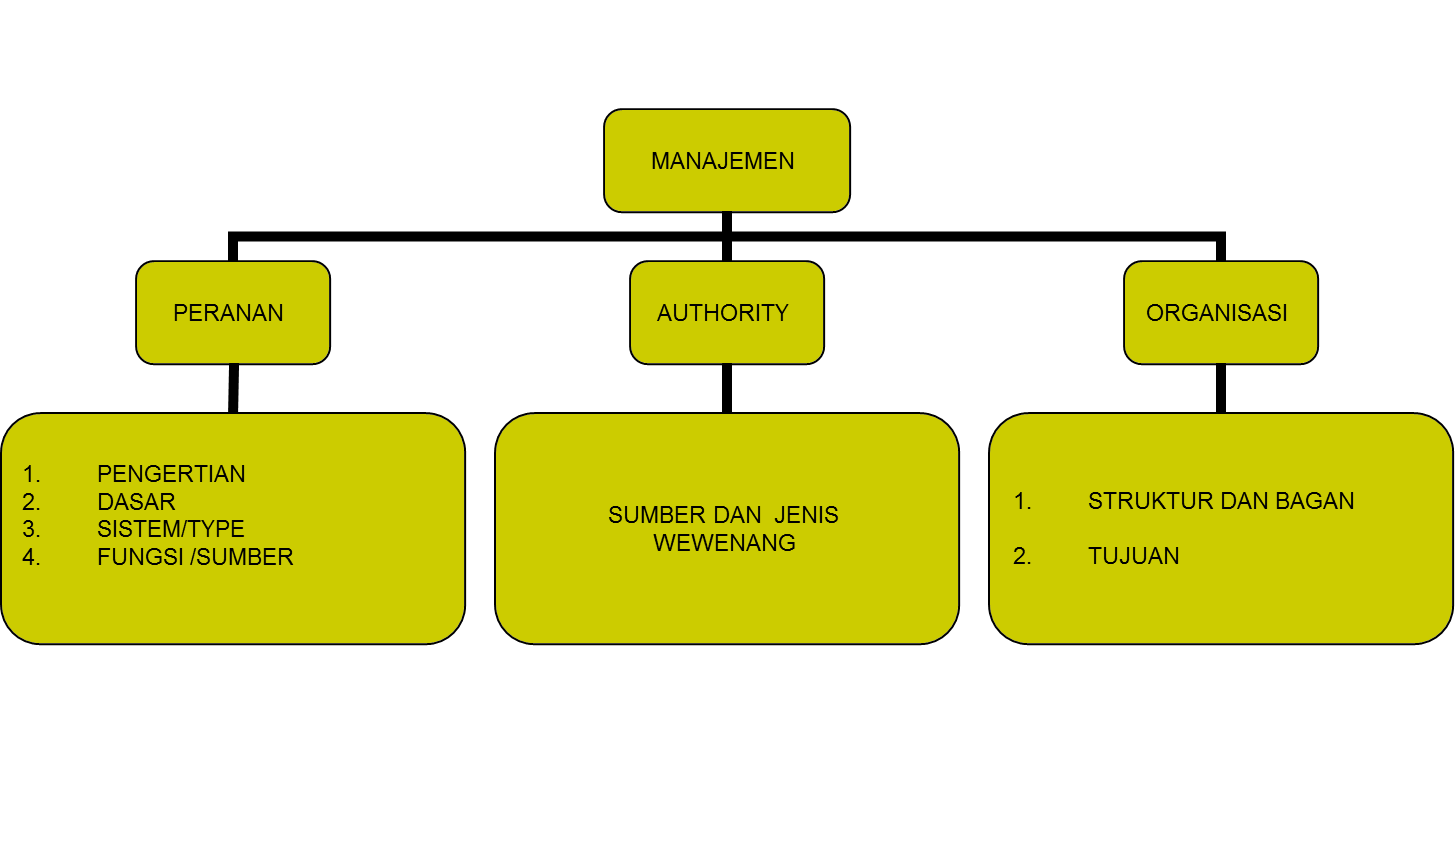 MANAJEMEN
PERANAN
AUTHORITY
ORGANISASI
1. PENGERTIAN
2. DASAR
3. SISTEM/TYPE
4. FUNGSI /SUMBER
SUMBER DAN  JENIS
WEWENANG
1. STRUKTUR DAN BAGAN
2. TUJUAN